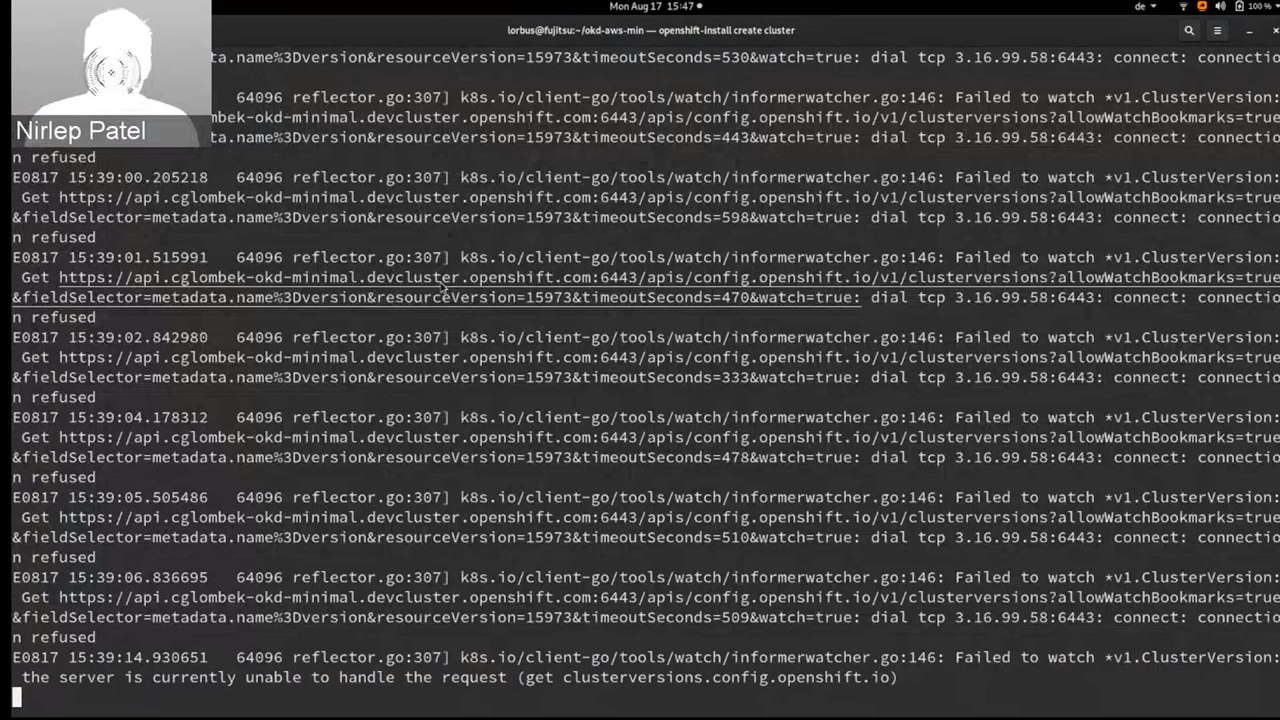 Mon Aug 17 15:47
de
100 %
lorbus@fujitsu:~/okd-aws-min — openshift-install create cluster
Nirlep Patel
ta.name%3Dversion&resourceVersion=15973&timeoutSeconds=530&watch=true: dial tcp 3.16.99.58:6443: connect: connectio
64096 reflector.go:307] k8s.io/client-go/tools/watch/informerwatcher.go:146: Failed to watch *v1.ClusterVersion:
cglombek-okd-minimal.devcluster.openshift.com:6443/apis/config.openshift.io/v1/clusterversions?allowWatchBookmarks=true
ta.name%3Dversion&resourceVersion=15973&timeoutSeconds=443&watch=true: dial tcp 3.16.99.58:6443: connect: connectio
n refused
E0817 15:39:00.205218   64096 reflector.go:307] k8s.io/client-go/tools/watch/informerwatcher.go:146: Failed to watch *v1.ClusterVersion:
Get https://api.cglombek-okd-minimal.devcluster.openshift.com:6443/apis/config.openshift.io/v1/clusterversions?allowWatchBookmarks=true
&fieldSelector=metadata.name%3Dversion&resourceVersion=15973&timeoutSeconds=598&watch=true: dial tcp 3.16.99.58:6443: connect: connectio
n refused
E0817 15:39:01.515991   64096 reflector.go:307] k8s.io/client-go/tools/watch/informerwatcher.go:146: Failed to watch *v1.ClusterVersion:
Get https://api.cglombek-okd-minimal.devcluster.openshift.com:6443/apis/config.openshift.io/v1/clusterversions?allowWatchBookmarks=true
&fieldSelector=metadata.name%3Dversion&resourceVersion=15973&timeoutSeconds=470&watch=true: dial tcp 3.16.99.58:6443: connect: connectio
n refused
E0817 15:39:02.842980   64096 reflector.go:307] k8s.io/client-go/tools/watch/informerwatcher.go:146: Failed to watch *v1.ClusterVersion:
Get https://api.cglombek-okd-minimal.devcluster.openshift.com:6443/apis/config.openshift.io/v1/clusterversions?allowWatchBookmarks=true
&fieldSelector=metadata.name%3Dversion&resourceVersion=15973&timeoutSeconds=333&watch=true: dial tcp 3.16.99.58:6443: connect: connectio
n refused
E0817 15:39:04.178312   64096 reflector.go:307] k8s.io/client-go/tools/watch/informerwatcher.go:146: Failed to watch *v1.ClusterVersion:
Get https://api.cglombek-okd-minimal.devcluster.openshift.com:6443/apis/config.openshift.io/v1/clusterversions?allowWatchBookmarks=true
&fieldSelector=metadata.name%3Dversion&resourceVersion=15973&timeoutSeconds=478&watch=true: dial tcp 3.16.99.58:6443: connect: connectio
n refused
E0817 15:39:05.505486   64096 reflector.go:307] k8s.io/client-go/tools/watch/informerwatcher.go:146: Failed to watch *v1.ClusterVersion:
Get https://api.cglombek-okd-minimal.devcluster.openshift.com:6443/apis/config.openshift.io/v1/clusterversions?allowWatchBookmarks=true
&fieldSelector=metadata.name%3Dversion&resourceVersion=15973&timeoutSeconds=510&watch=true: dial tcp 3.16.99.58:6443: connect: connectio
n refused
E0817 15:39:06.836695   64096 reflector.go:307] k8s.io/client-go/tools/watch/informerwatcher.go:146: Failed to watch *v1.ClusterVersion:
Get https://api.cglombek-okd-minimal.devcluster.openshift.com:6443/apis/config.openshift.io/v1/clusterversions?allowWatchBookmarks=true
&fieldSelector=metadata.name%3Dversion&resourceVersion=15973&timeoutSeconds=509&watch=true: dial tcp 3.16.99.58:6443: connect: connectio
n refused
E0817 15:39:14.930651   64096 reflector.go:307] k8s.io/client-go/tools/watch/informerwatcher.go:146: Failed to watch *v1.ClusterVersion:
the server is currently unable to handle the request (get clusterversions.config.openshift.io)